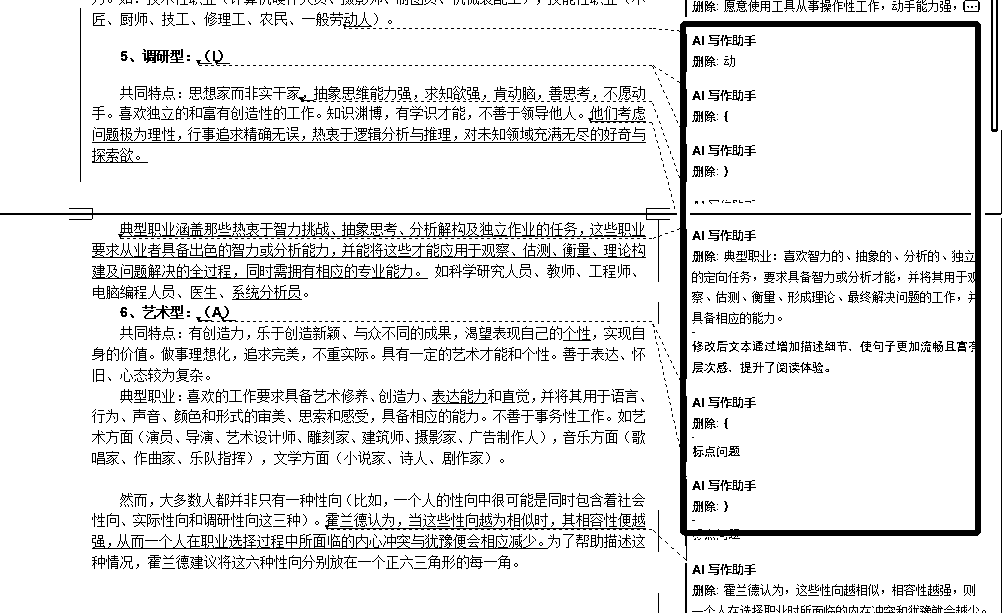 匠、厨师、技工、修理工、农民、一般劳动人）。
5、调研型：（I）
共同特点：思想家而非实干家，抽象思维能力强，求知欲强，肯动脑，善思考，不愿动
手。喜欢独立的和富有创造性的工作。知识渊博，有学识才能，不善于领导他人。他们考虑
问题极为理性，行事追求精确无误，热衷于逻辑分析与推理，对未知领域充满无尽的好奇与
探索欲。
典型职业涵盖那些热衷于智力挑战、抽象思考、分析解构及独立作业的任务，这些职业
要求从业者具备出色的智力或分析能力，并能将这些才能应用于观察、估测、衡量、理论构
建及问题解决的全过程，同时需拥有相应的专业能力。 如科学研究人员、教师、工程师、
电脑编程人员、医生、系统分析员。
6、艺术型：（A）
共同特点：有创造力，乐于创造新颖、与众不同的成果，渴望表现自己的个性，实现自
身的价值。做事理想化，追求完美，不重实际。具有一定的艺术才能和个性。善于表达、怀
旧、心态较为复杂。
典型职业：喜欢的工作要求具备艺术修养、创造力、表达能力和直觉，并将其用于语言、
行为、声音、颜色和形式的审美、思索和感受，具备相应的能力。不善于事务性工作。如艺
术方面（演员、导演、艺术设计师、雕刻家、建筑师、摄影家、广告制作人），音乐方面（歌
唱家、作曲家、乐队指挥），文学方面（小说家、诗人、剧作家）。
然而，大多数人都并非只有一种性向（比如，一个人的性向中很可能是同时包含着社会
性向、实际性向和调研性向这三种）。霍兰德认为，当这些性向越为相似时，其相容性便越
强，从而一个人在职业选择过程中所面临的内心冲突与犹豫便会相应减少。为了帮助描述这
种情况，霍兰德建议将这六种性向分别放在一个正六三角形的每一角。
删除: 愿意使用工具从事操作性工作，动手能力强，
AI 写作助手
删除: 动
AI 写作助手
删除: {
AI 写作助手
删除: }
AI 写作助手
删除: 典型职业：喜欢智力的、抽象的、分析的、独立
的定向任务，要求具备智力或分析才能，并将其用于观
察、估测、衡量、形成理论、最终解决问题的工作，并
具备相应的能力。
修改后文本通过增加描述细节、使句子更加流畅且富有
层次感、提升了阅读体验。
AI 写作助手
删除: {
标点问题
AI 写作助手
删除: }
标点问题
AI 写作助手
删除: 霍兰德认为，这些性向越相似，相容性越强，则
一个人在选择职业时所面临的内在冲突和犹豫就会越少。